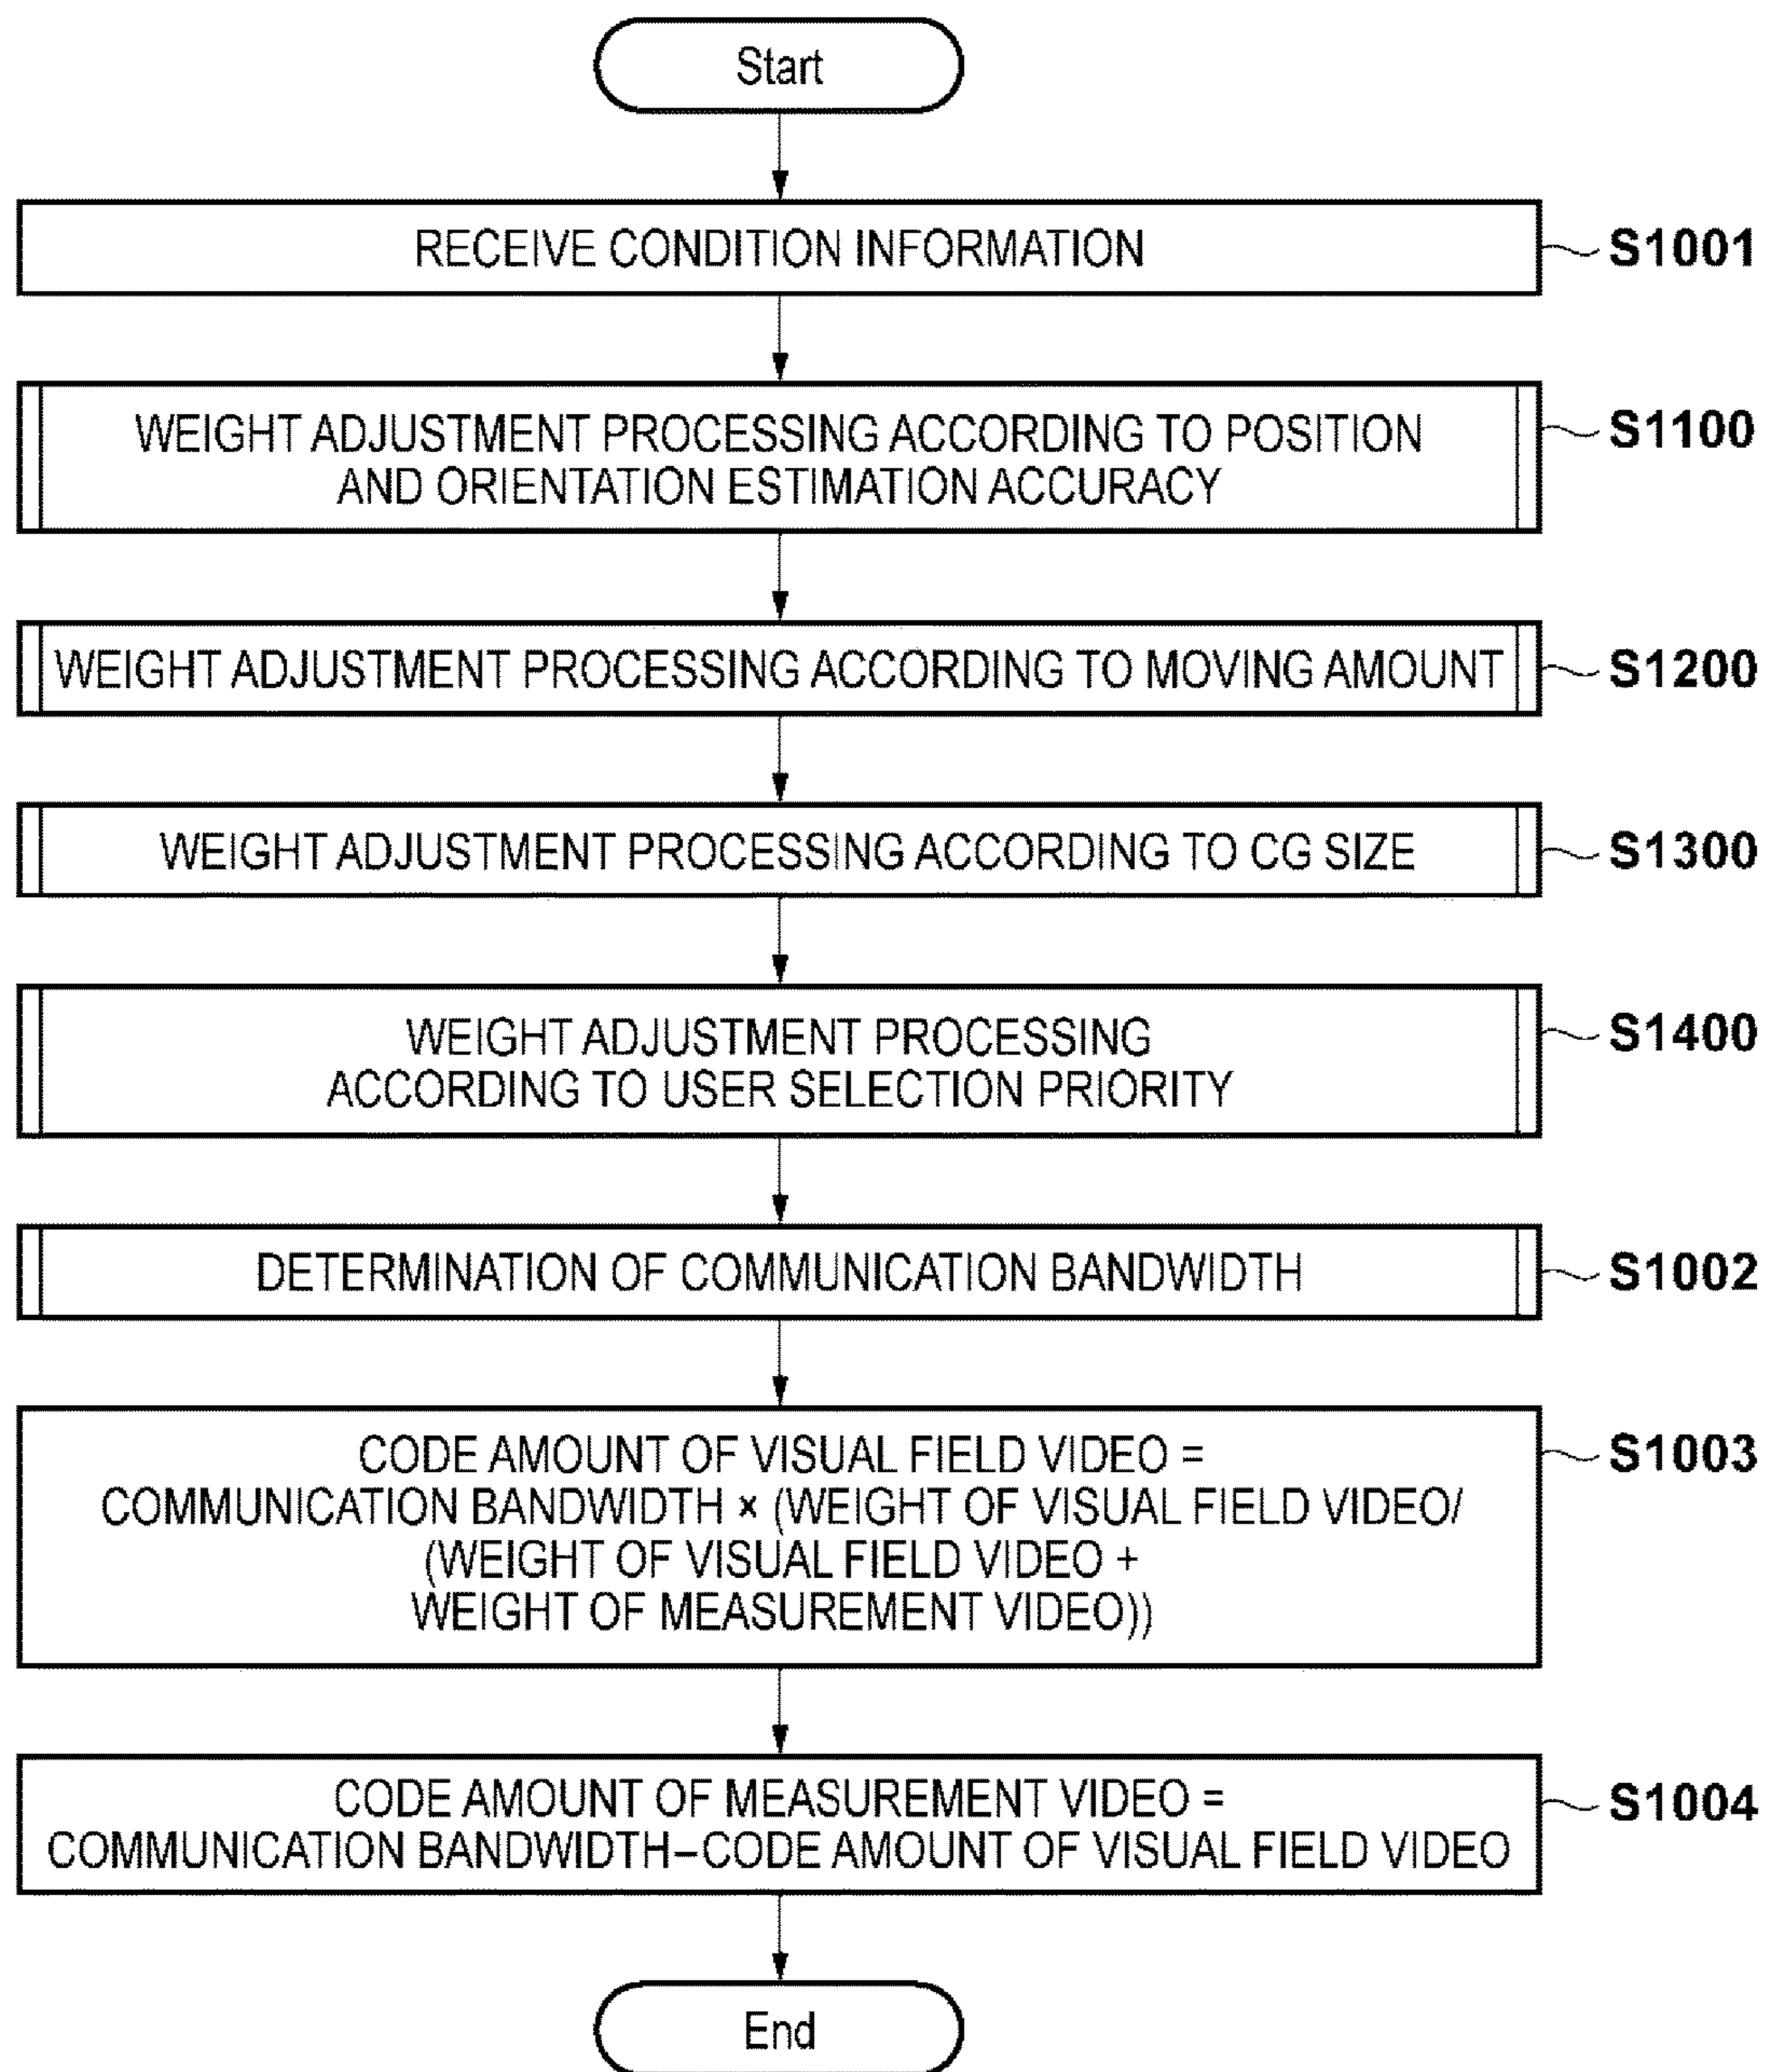 Start
RECEIVE CONDITION INFORMATION
S1001
WEIGHT ADJUSTMENT PROCESSING ACCORDING TO POSITION
AND ORIENTATION ESTIMATION ACCURACY
S1100
WEIGHT ADJUSTMENT PROCESSING ACCORDING TO MOVING AMOUNT
S1200
WEIGHT ADJUSTMENT PROCESSING ACCORDING TO CG SIZE
S1300
WEIGHT ADJUSTMENT PROCESSING
ACCORDING TO USER SELECTION PRIORITY
S1400
DETERMINATION OF COMMUNICATION BANDWIDTH
S1002
CODE AMOUNT OF VISUAL FIELD VIDEO =
COMMUNICATION BANDWIDTH × (WEIGHT OF VISUAL FIELD VIDEO/
(WEIGHT OF VISUAL FIELD VIDEO +
WEIGHT OF MEASUREMENT VIDEO))
S1003
CODE AMOUNT OF MEASUREMENT VIDEO =
COMMUNICATION BANDWIDTH–CODE AMOUNT OF VISUAL FIELD VIDEO
S1004
End